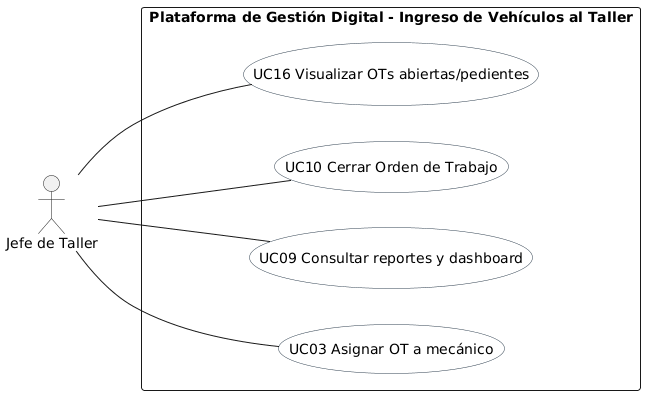 Plataforma de Gestión Digital - Ingreso de Vehículos al Taller
UC16 Visualizar OTs abiertas/pedientes
UC10 Cerrar Orden de Trabajo
Jefe de Taller
UC09 Consultar reportes y dashboard
UC03 Asignar OT a mecánico